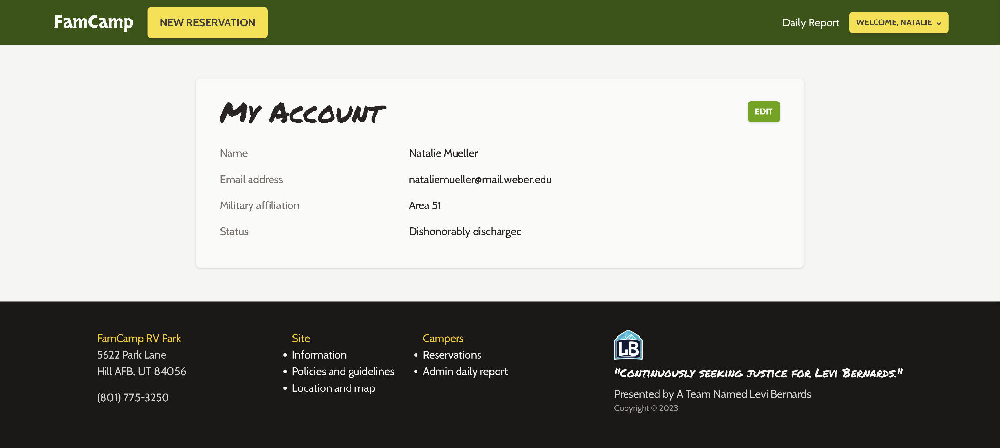 FamCamp
NEW RESERVATION
Daily Report
WELCOME, NATALIE
My Account
EDIT
Name
Natalie Mueller
Email address
nataliemueller@mail.weber.edu
Military affiliation
Area 51
Status
Dishonorably discharged
FamCamp RV Park
5622 Park Lane
Hill AFB, UT 84056
(801) 775-3250
Site
• Information
• Policies and guidelines
• Location and map
Campers
• Reservations
• Admin daily report
LB
"Continuously seeking justice for Levi Bernards."
Presented by A Team Named Levi Bernards
Copyright © 2023